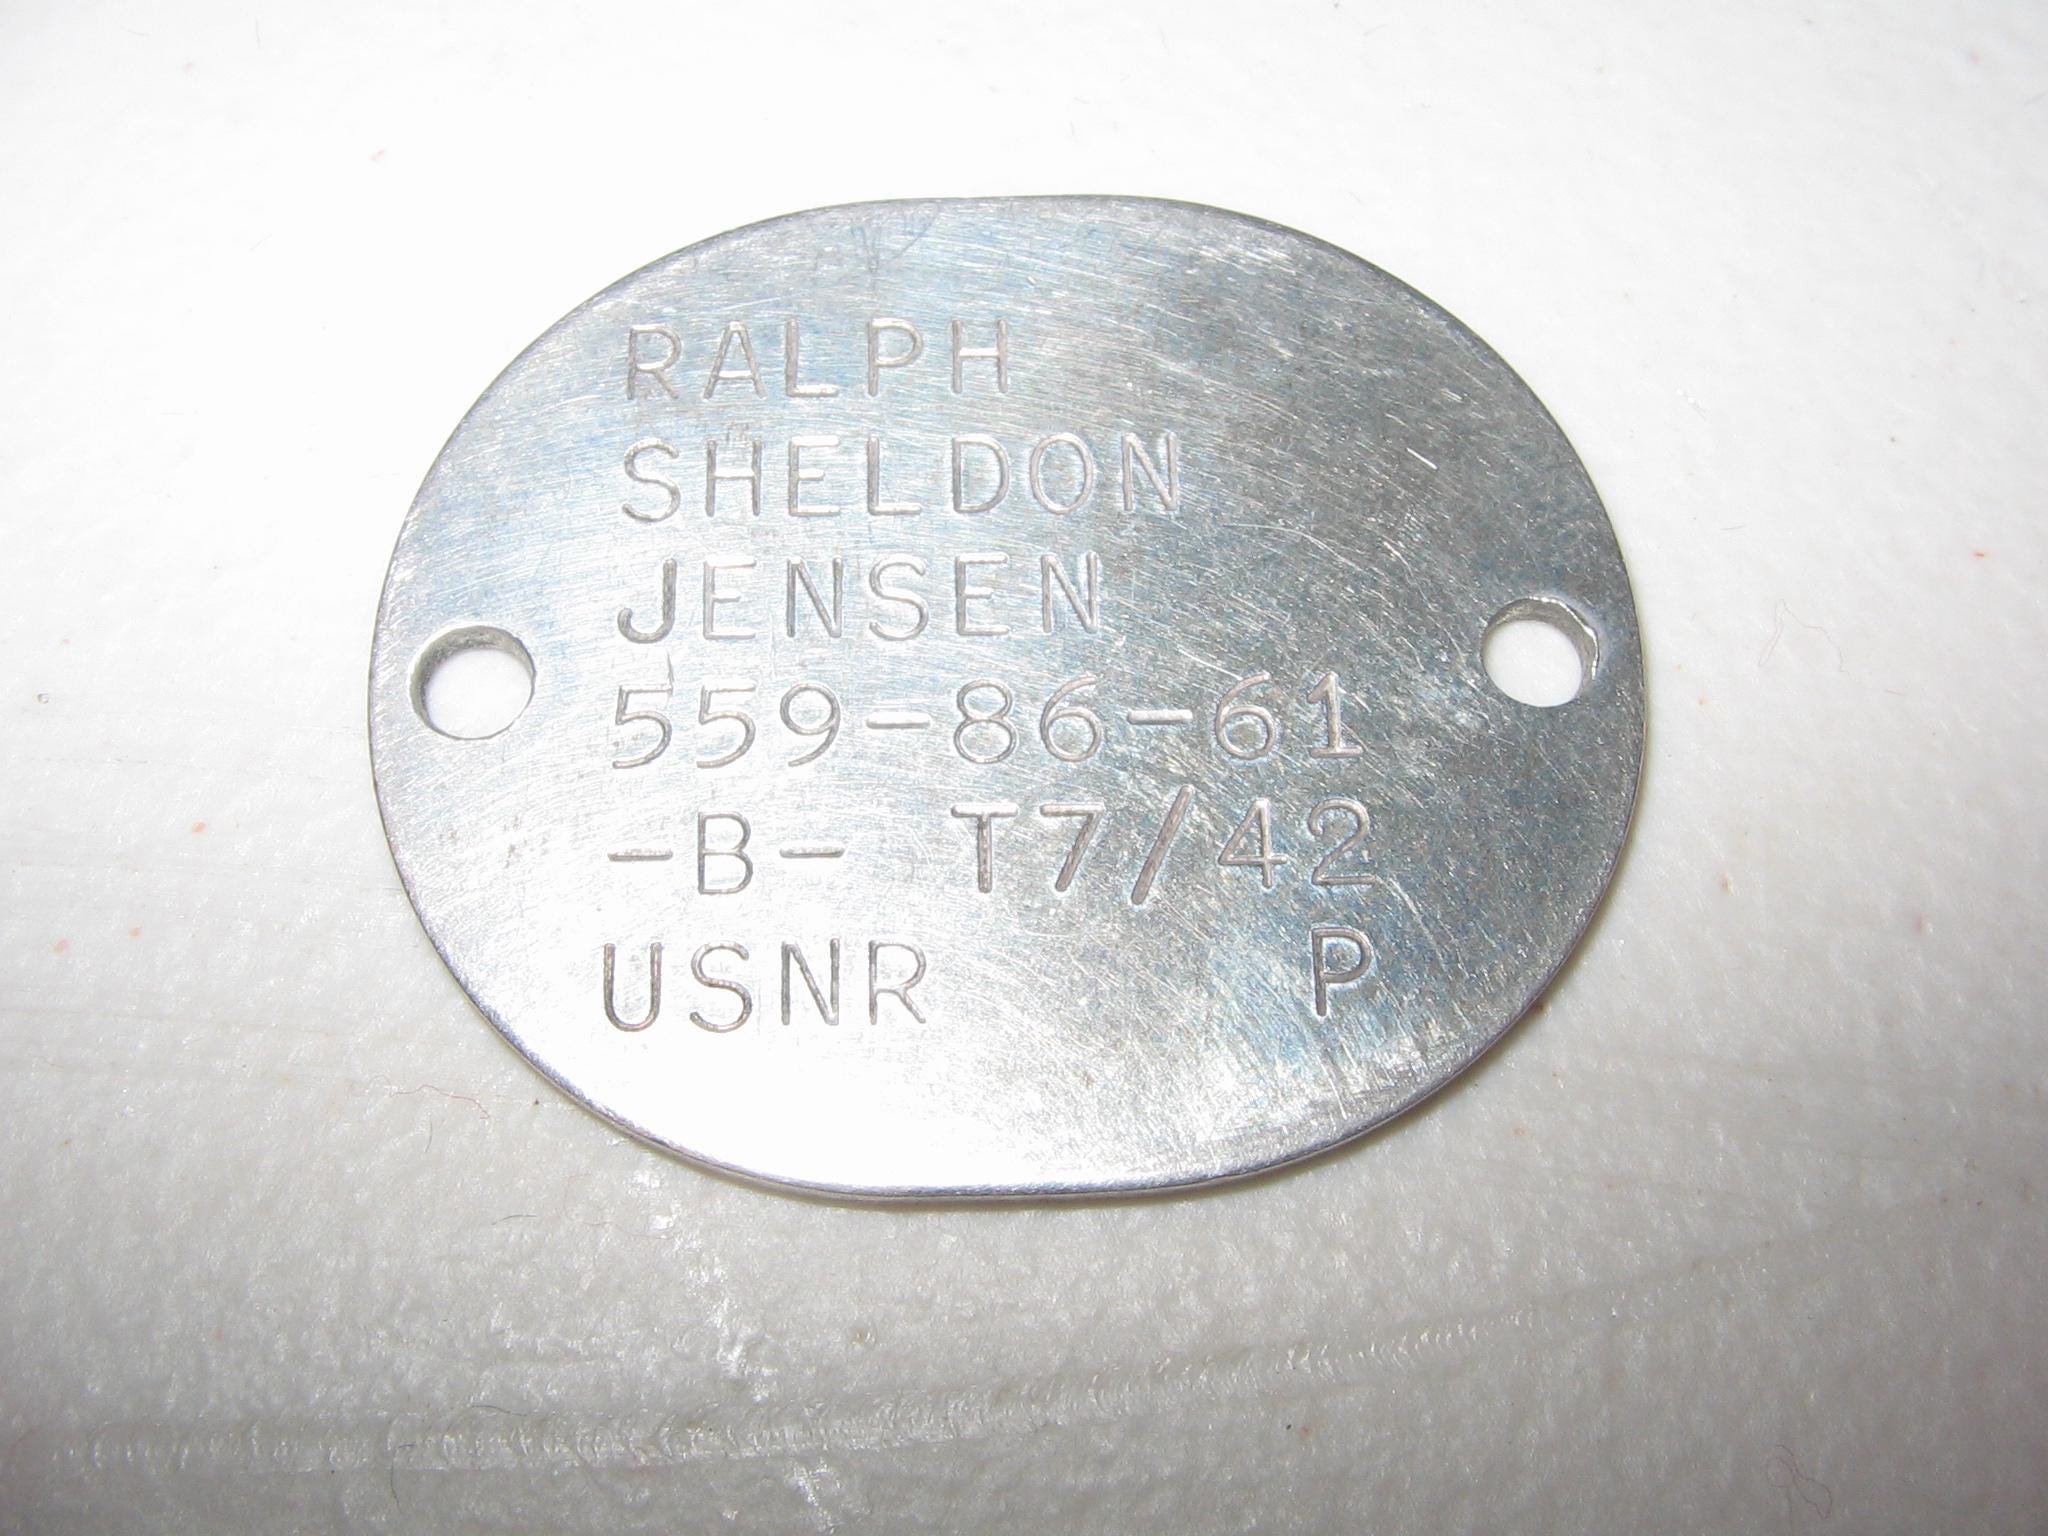 RALPH
SHELDON
JENSEN
559-86-61
-B- T7/42
USNR P